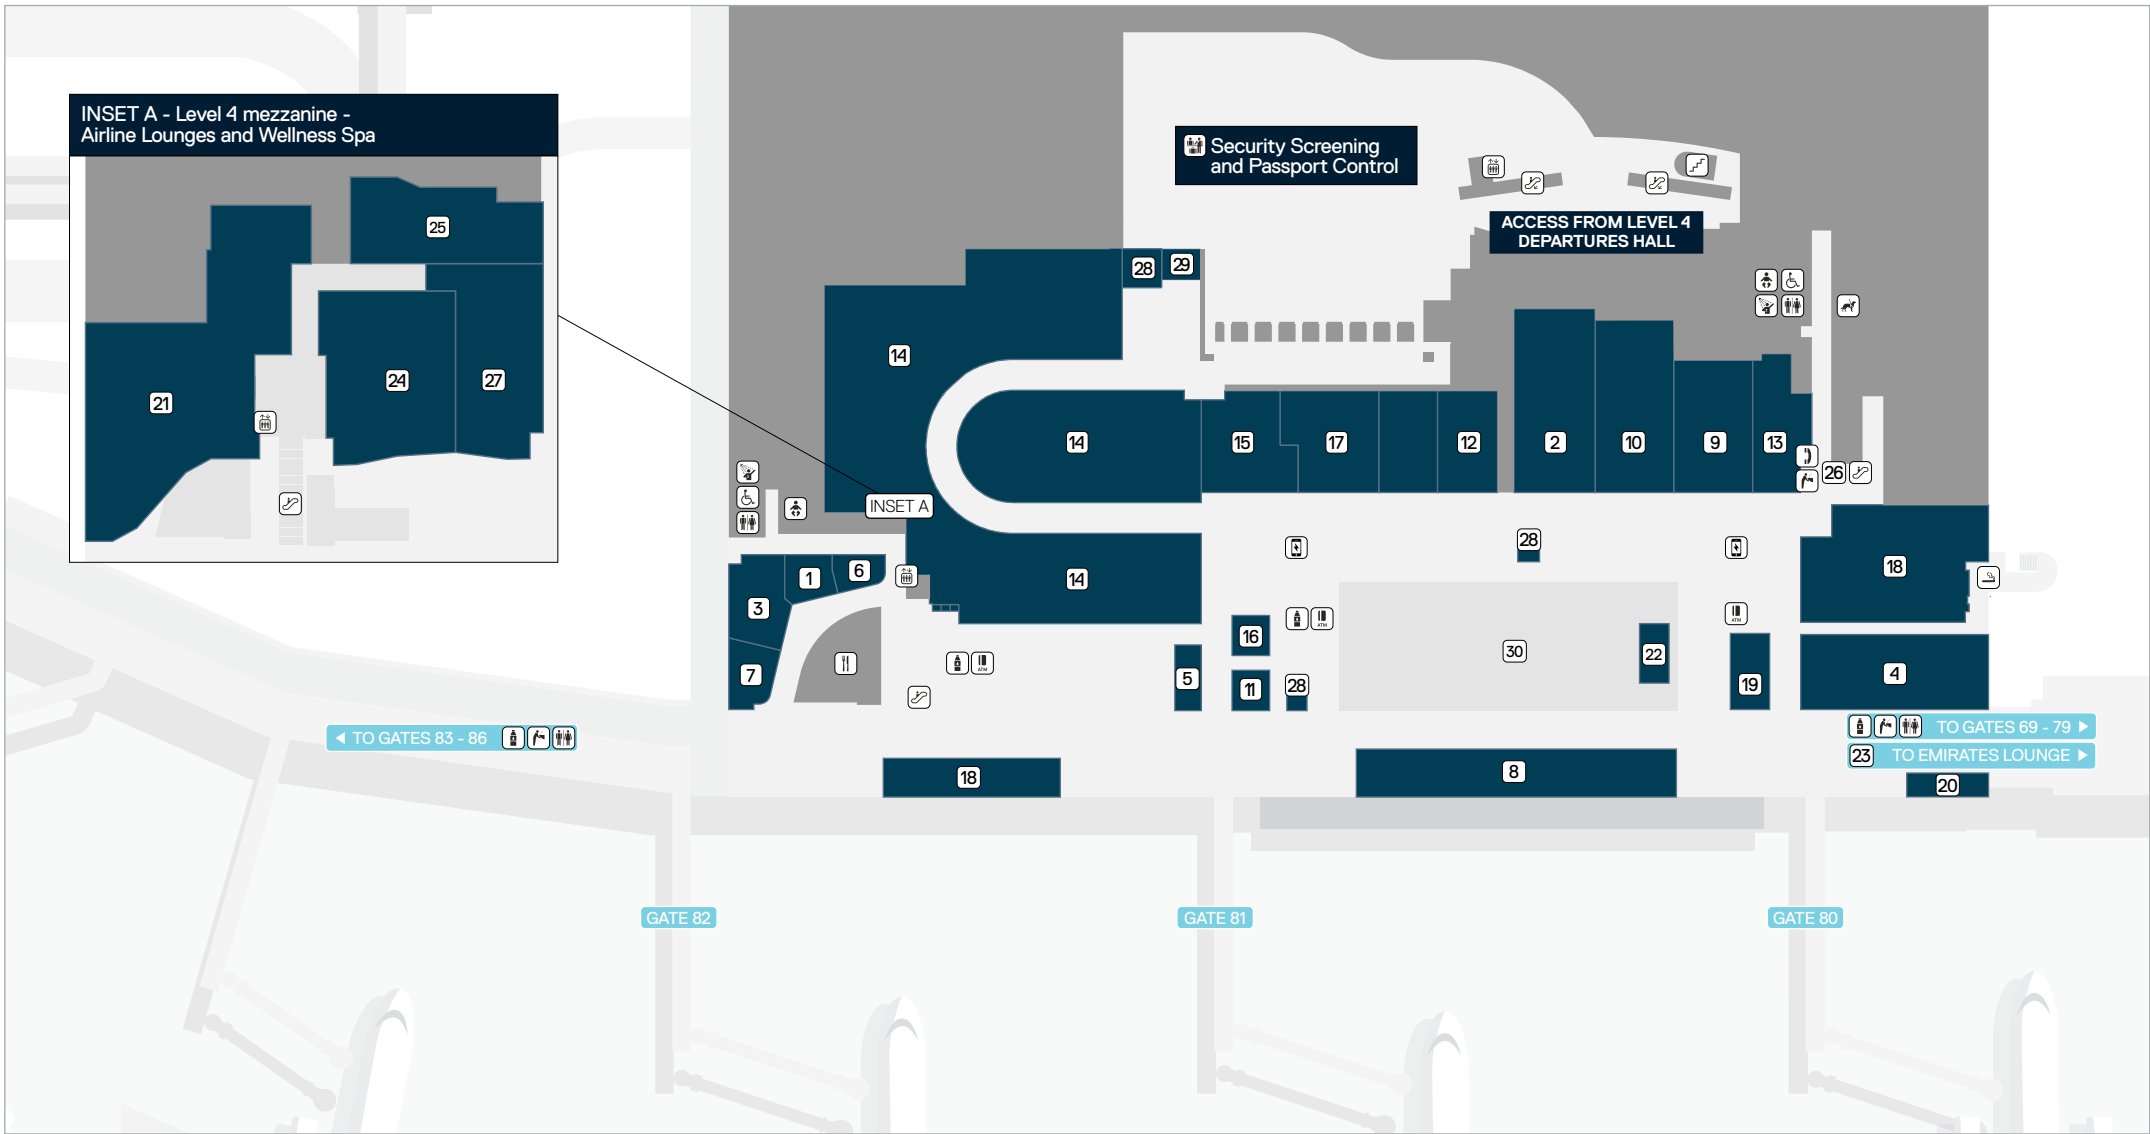 INSET A - Level 4 mezzanine -
Airline Lounges and Wellness Spa
25
21
24
27
Security Screening
and Passport Control
ACCESS FROM LEVEL 4
DEPARTURES HALL
28
29
14
14
15
17
12
2
10
9
13
26
INSET A
28
18
1
6
3
14
7
16
ATM
ATM
30
22
ATM
5
11
28
19
4
TO GATES 83 - 86
TO GATES 69 - 79
23
TO EMIRATES LOUNGE
18
8
20
GATE 82
GATE 81
GATE 80